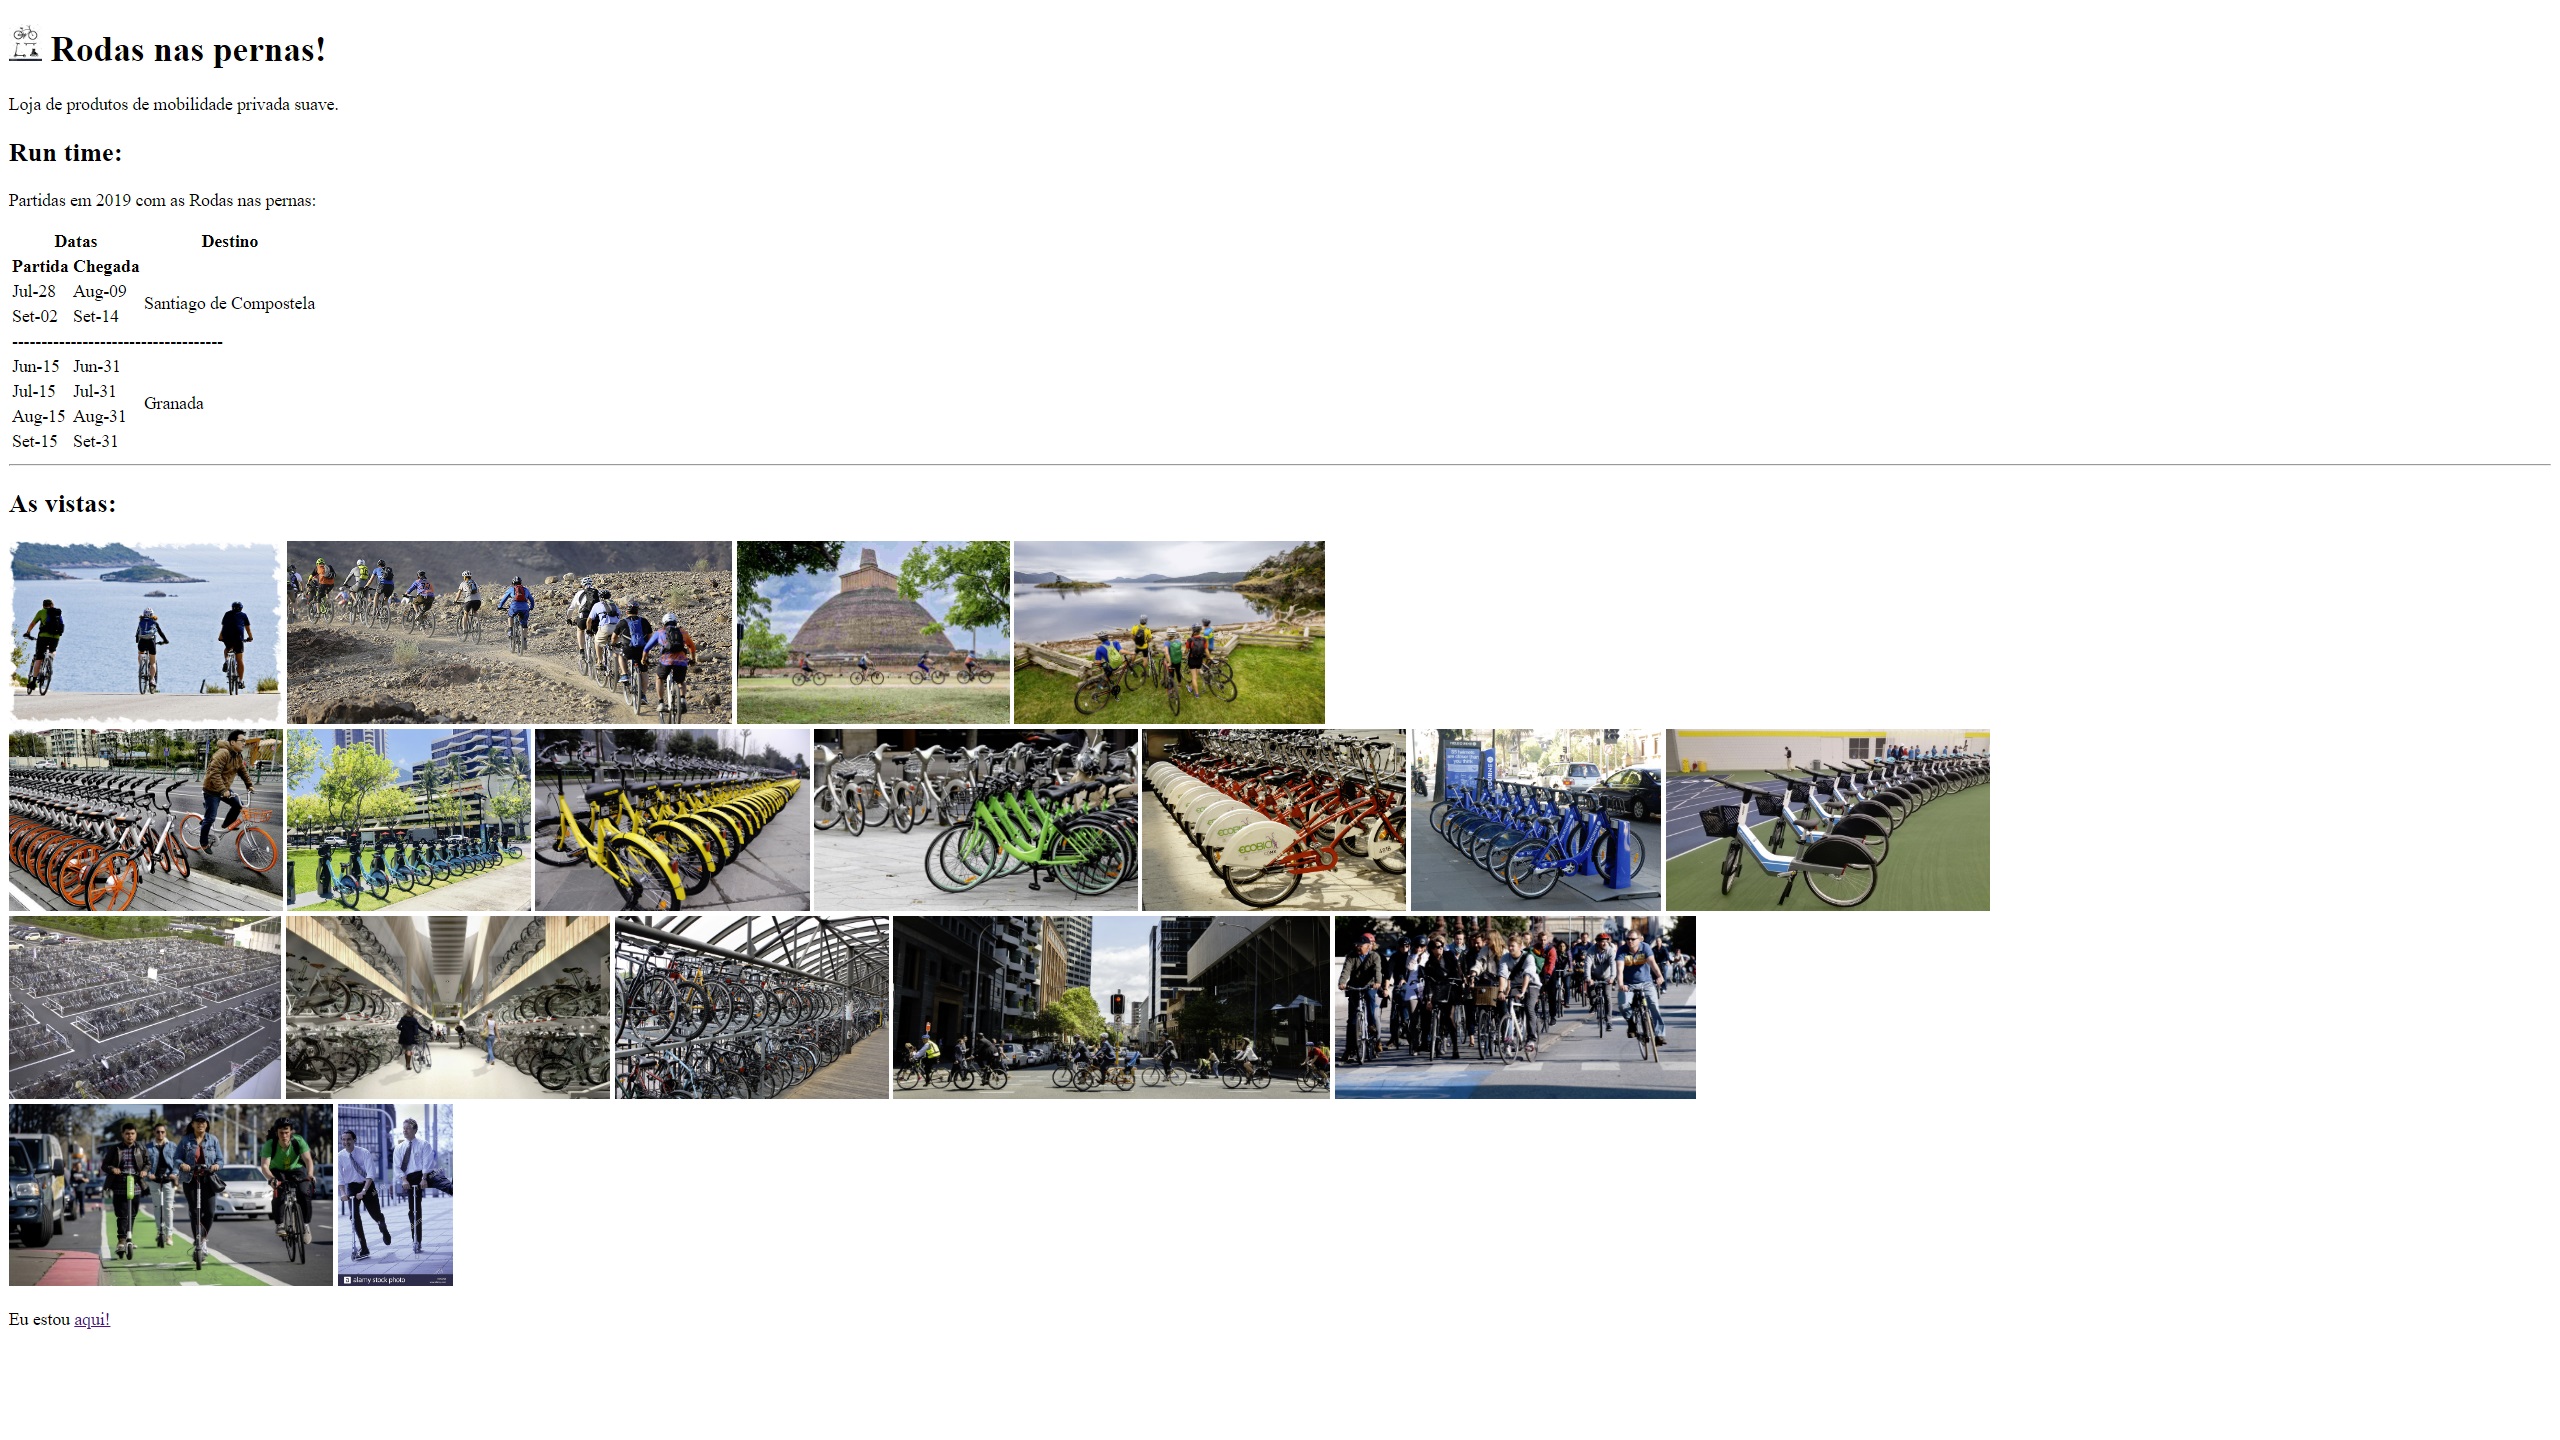 Rodas nas pernas!
Loja de produtos de mobilidade privada suave.
Run time:
Partidas em 2019 com as Rodas nas pernas:
Datas Destino
Partida Chegada
Jul-28 Aug-09
Santiago de Compostela
Set-02 Set-14
------------------------------------
Jun-15 Jun-31
Jul-15 Jul-31
Granada
Aug-15 Aug-31
Set-15 Set-31
As vistas:
ECOBICI
alamy stock photo
Eu estou aqui!